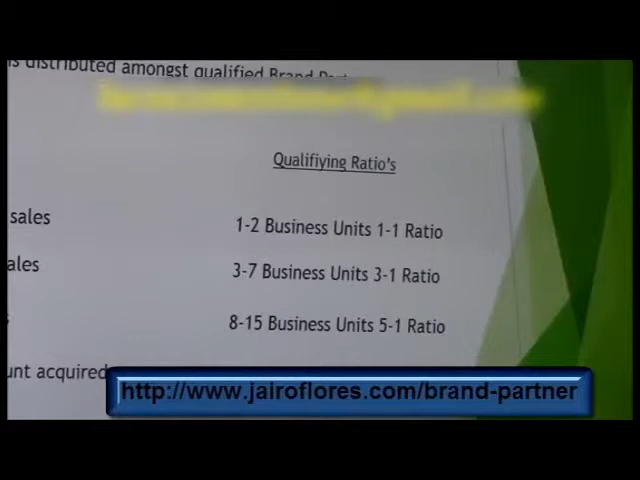 is distributed amongst qualified Brand
Qualifiying Ratio's
sales
1-2 Business Units 1-1 Ratio
ales
3-7 Business Units 3-1 Ratio
8-15 Business Units 5-1 Ratio
unt acquired
http://www.jairoflores.com/brand-partner